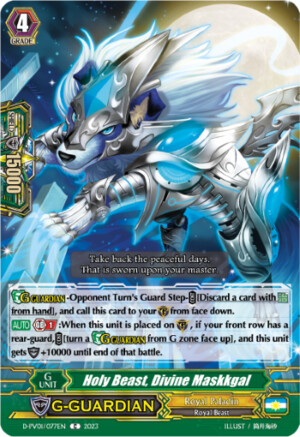 4
GRADE
15000
Take back the peaceful days.
That is sworn upon your master
G GUARDIAN -Opponent Turn's Guard Step- [Discard a card with
from hand], and call this card to your G from face down.
AUTO 1 :When this unit is placed on G, if your front row has a
rear-guard, [turn a G GUARDIAN from G zone face up], and this unit
gets +10000 until end of that battle.
G
UNIT
Holy Beast, Divine Maskkgal
G-GUARDIAN
Royal Paladin
Royal Beast
D-PV01/077EN C 2023
ILLUST /